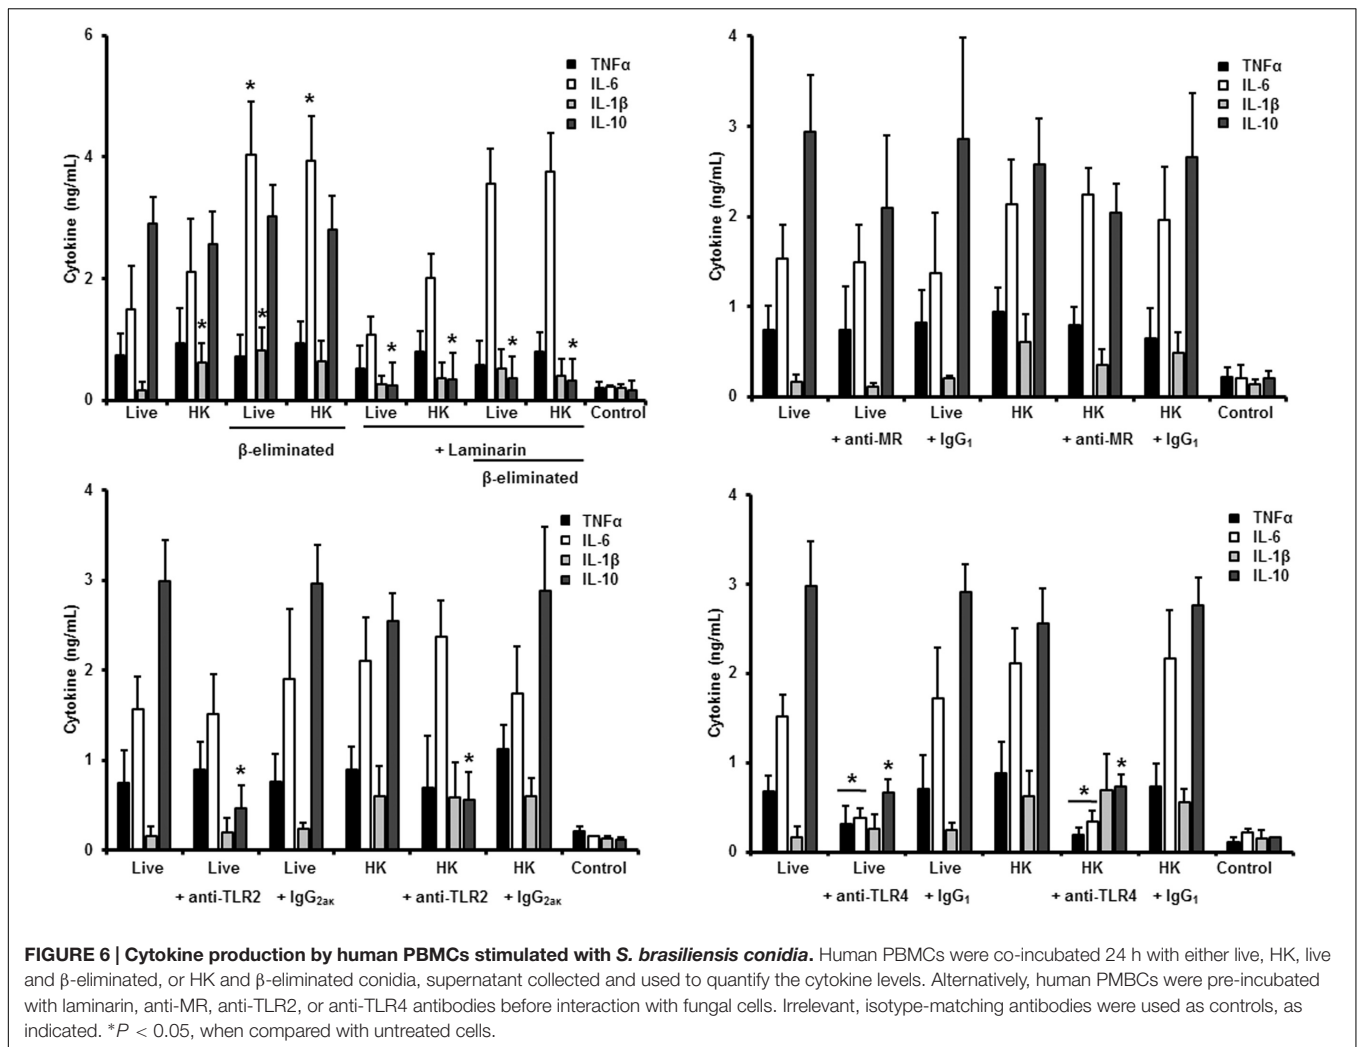 6
4
2
0
Cytokine (ng/mL)
TNFα
IL-6
IL-1β
IL-10
* * * * * * * *
Live HK Live HK Live HK Live HK Control
β-eliminated
+ Laminarin
β-eliminated
4
3
2
1
0
Cytokine (ng/mL)
TNFα
IL-6
IL-1β
IL-10
Live Live Live HK HK HK Control
+ anti-MR + IgG₁ + anti-MR + IgG₁
4
3
2
1
0
Cytokine (ng/mL)
TNFα
IL-6
IL-1β
IL-10
* *
Live Live Live HK HK HK Control
+ anti-TLR2 + IgG₂ₐκ + anti-TLR2 + IgG₂ₐκ
4
3
2
1
0
Cytokine (ng/mL)
TNFα
IL-6
IL-1β
IL-10
* * * *
Live Live Live HK HK HK Control
+ anti-TLR4 + IgG₁ + anti-TLR4 + IgG₁
FIGURE 6 | Cytokine production by human PBMCs stimulated with S. brasiliensis conidia. Human PBMCs were co-incubated 24 h with either live, HK, live
and β-eliminated, or HK and β-eliminated conidia, supernatant collected and used to quantify the cytokine levels. Alternatively, human PMBCs were pre-incubated
with laminarin, anti-MR, anti-TLR2, or anti-TLR4 antibodies before interaction with fungal cells. Irrelevant, isotype-matching antibodies were used as controls, as
indicated. *P < 0.05, when compared with untreated cells.